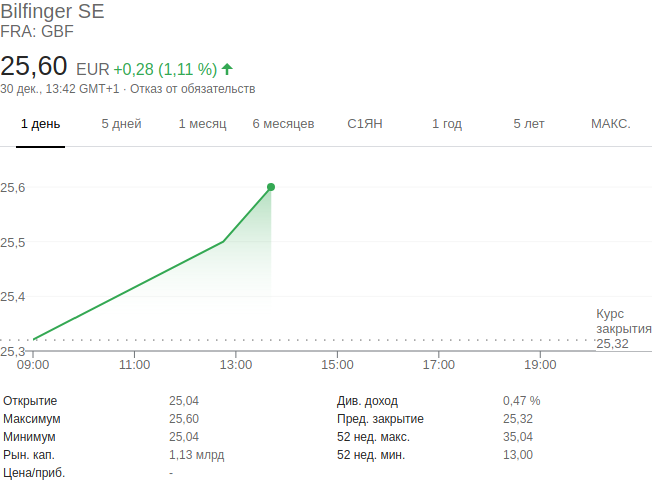 Bilfinger SE
FRA: GBF
25,60 EUR +0,28 (1,11 %)
30 дек., 13:42 GMT+1 · Отказ от обязательств
1 день 5 дней 1 месяц 6 месяцев С1ЯН 1 год 5 лет МАКС.
25,6
25,5
25,4
Курс
закрытия
25,32
25,3
09:00 11:00 13:00 15:00 17:00 19:00
Открытие 25,04 Див. доход 0,47 %
Максимум 25,60 Пред. закрытие 25,32
Минимум 25,04 52 нед. макс. 35,04
Рын. кап. 1,13 млрд 52 нед. мин. 13,00
Цена/приб. -